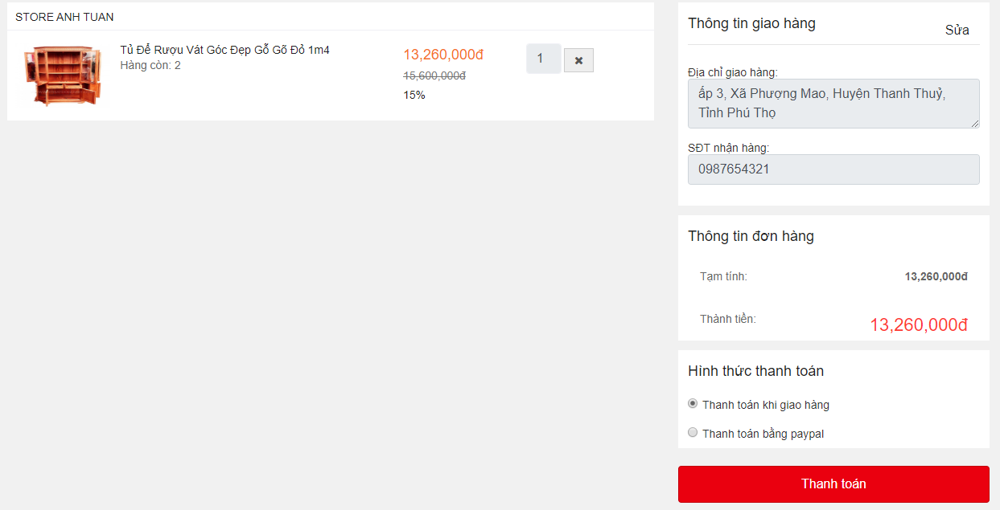 STORE ANH TUAN
Tủ Để Rượu Vát Góc Đẹp Gỗ Gõ Đỏ 1m4
Hàng còn: 2
13,260,000đ
15,600,000đ
15%
1
Thông tin giao hàng
Sửa
Địa chỉ giao hàng:
ấp 3, Xã Phượng Mao, Huyện Thanh Thuỷ,
Tỉnh Phú Thọ
SĐT nhận hàng:
0987654321
Thông tin đơn hàng
Tạm tính:
13,260,000đ
Thành tiền:
13,260,000đ
Hình thức thanh toán
Thanh toán khi giao hàng
Thanh toán bằng paypal
Thanh toán